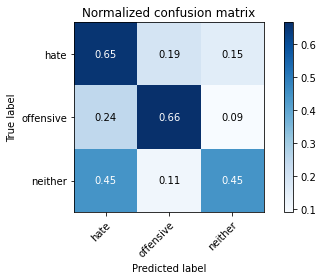 Normalized confusion matrix
True label
hate 0.65 0.19 0.15
offensive 0.24 0.66 0.09
neither 0.45 0.11 0.45
hate offensive neither
Predicted label
0.6
0.5
0.4
0.3
0.2
0.1